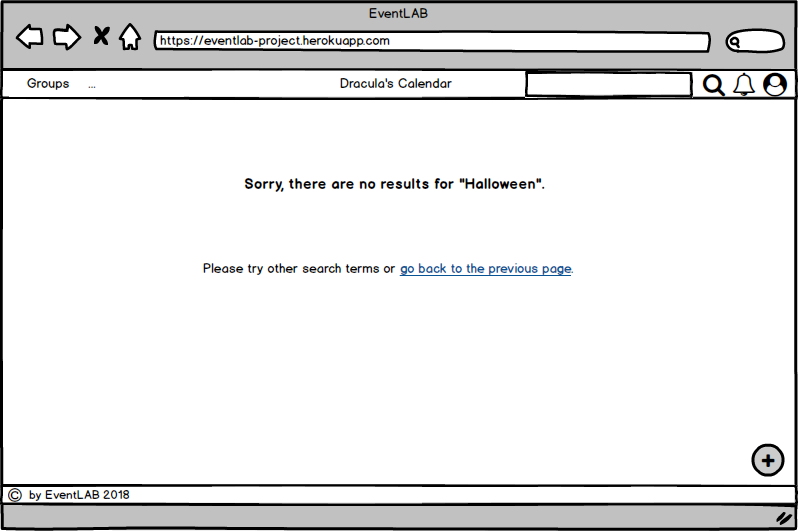 EventLAB
https://eventlab-project.herokuapp.com
Groups ... Dracula's Calendar
Sorry, there are no results for "Halloween".
Please try other search terms or go back to the previous page.
© by EventLAB 2018